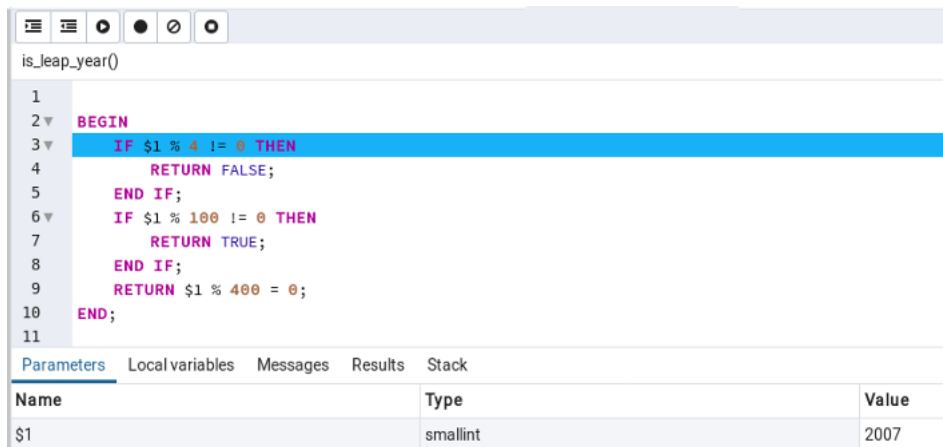 is_leap_year()
1
2 BEGIN
3 IF $1 % 4 != 0 THEN
4 RETURN FALSE;
5 END IF;
6 IF $1 % 100 != 0 THEN
7 RETURN TRUE;
8 END IF;
9 RETURN $1 % 400 = 0;
10 END;
11
Parameters Local variables Messages Results Stack
Name Type Value
$1 smallint 2007